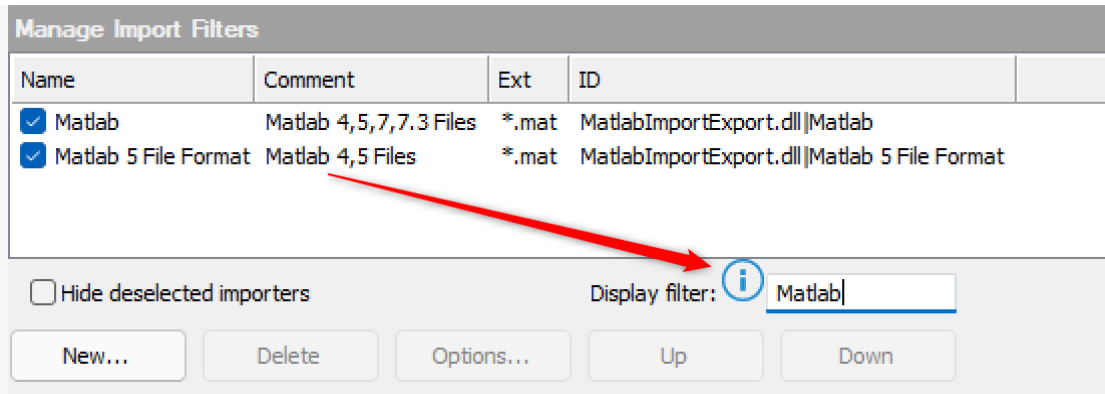 Manage Import Filters
Name Comment Ext ID
Matlab Matlab 4,5,7,7.3 Files *.mat MatlabImportExport.dll|Matlab
Matlab 5 File Format Matlab 4,5 Files *.mat MatlabImportExport.dll|Matlab 5 File Format
Hide deselected importers Display filter: i Matlab
New... Delete Options... Up Down